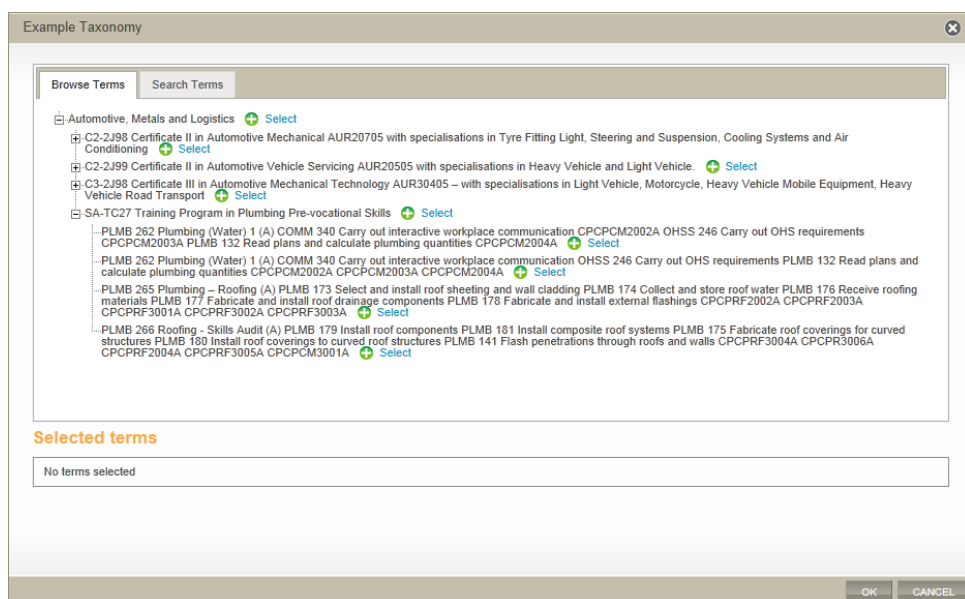 Example Taxonomy
Browse Terms
Search Terms
Automotive, Metals and Logistics Select
C2-2J98 Certificate II in Automotive Mechanical AUR20705 with specialisations in Tyre Fitting Light, Steering and Suspension, Cooling Systems and Air
Conditioning Select
C2-2J99 Certificate II in Automotive Vehicle Servicing AUR20505 with specialisations in Heavy Vehicle and Light Vehicle. Select
C3-2J98 Certificate III in Automotive Mechanical Technology AUR30405 – with specialisations in Light Vehicle, Motorcycle, Heavy Vehicle Mobile Equipment, Heavy
Vehicle Road Transport Select
SA-TC27 Training Program in Plumbing Pre-vocational Skills Select
PLMB 262 Plumbing (Water) 1 (A) COMM 340 Carry out interactive workplace communication CPCPCM2002A OHSS 246 Carry out OHS requirements
CPCPCM2003A PLMB 132 Read plans and calculate plumbing quantities CPCPCM2004A Select
PLMB 262 Plumbing (Water) 1 (A) COMM 340 Carry out interactive workplace communication OHSS 246 Carry out OHS requirements PLMB 132 Read plans and
calculate plumbing quantities CPCPCM2002A CPCPCM2003A CPCPCM2004A Select
PLMB 265 Plumbing – Roofing (A) PLMB 173 Select and install roof sheeting and wall cladding PLMB 174 Collect and store roof water PLMB 176 Receive roofing
materials PLMB 177 Fabricate and install roof drainage components PLMB 178 Fabricate and install external flashings CPCPRF2002A CPCPRF2003A
CPCPRF3001A CPCPRF3002A CPCPRF3003A Select
PLMB 266 Roofing - Skills Audit (A) PLMB 179 Install roof components PLMB 181 Install composite roof systems PLMB 175 Fabricate roof coverings for curved
structures PLMB 180 Install roof coverings to curved roof structures PLMB 141 Flash penetrations through roofs and walls CPCPRF3004A CPCPR3006A
CPCPRF2004A CPCPRF3005A CPCPCM3001A Select
Selected terms
No terms selected
OK
CANCEL